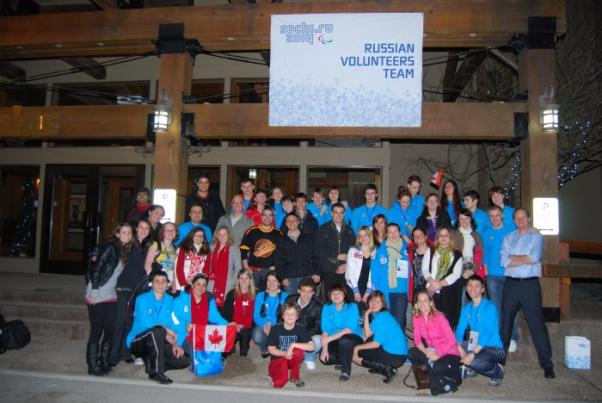 sochi.ru
2014
RUSSIAN
VOLUNTEERS
TEAM